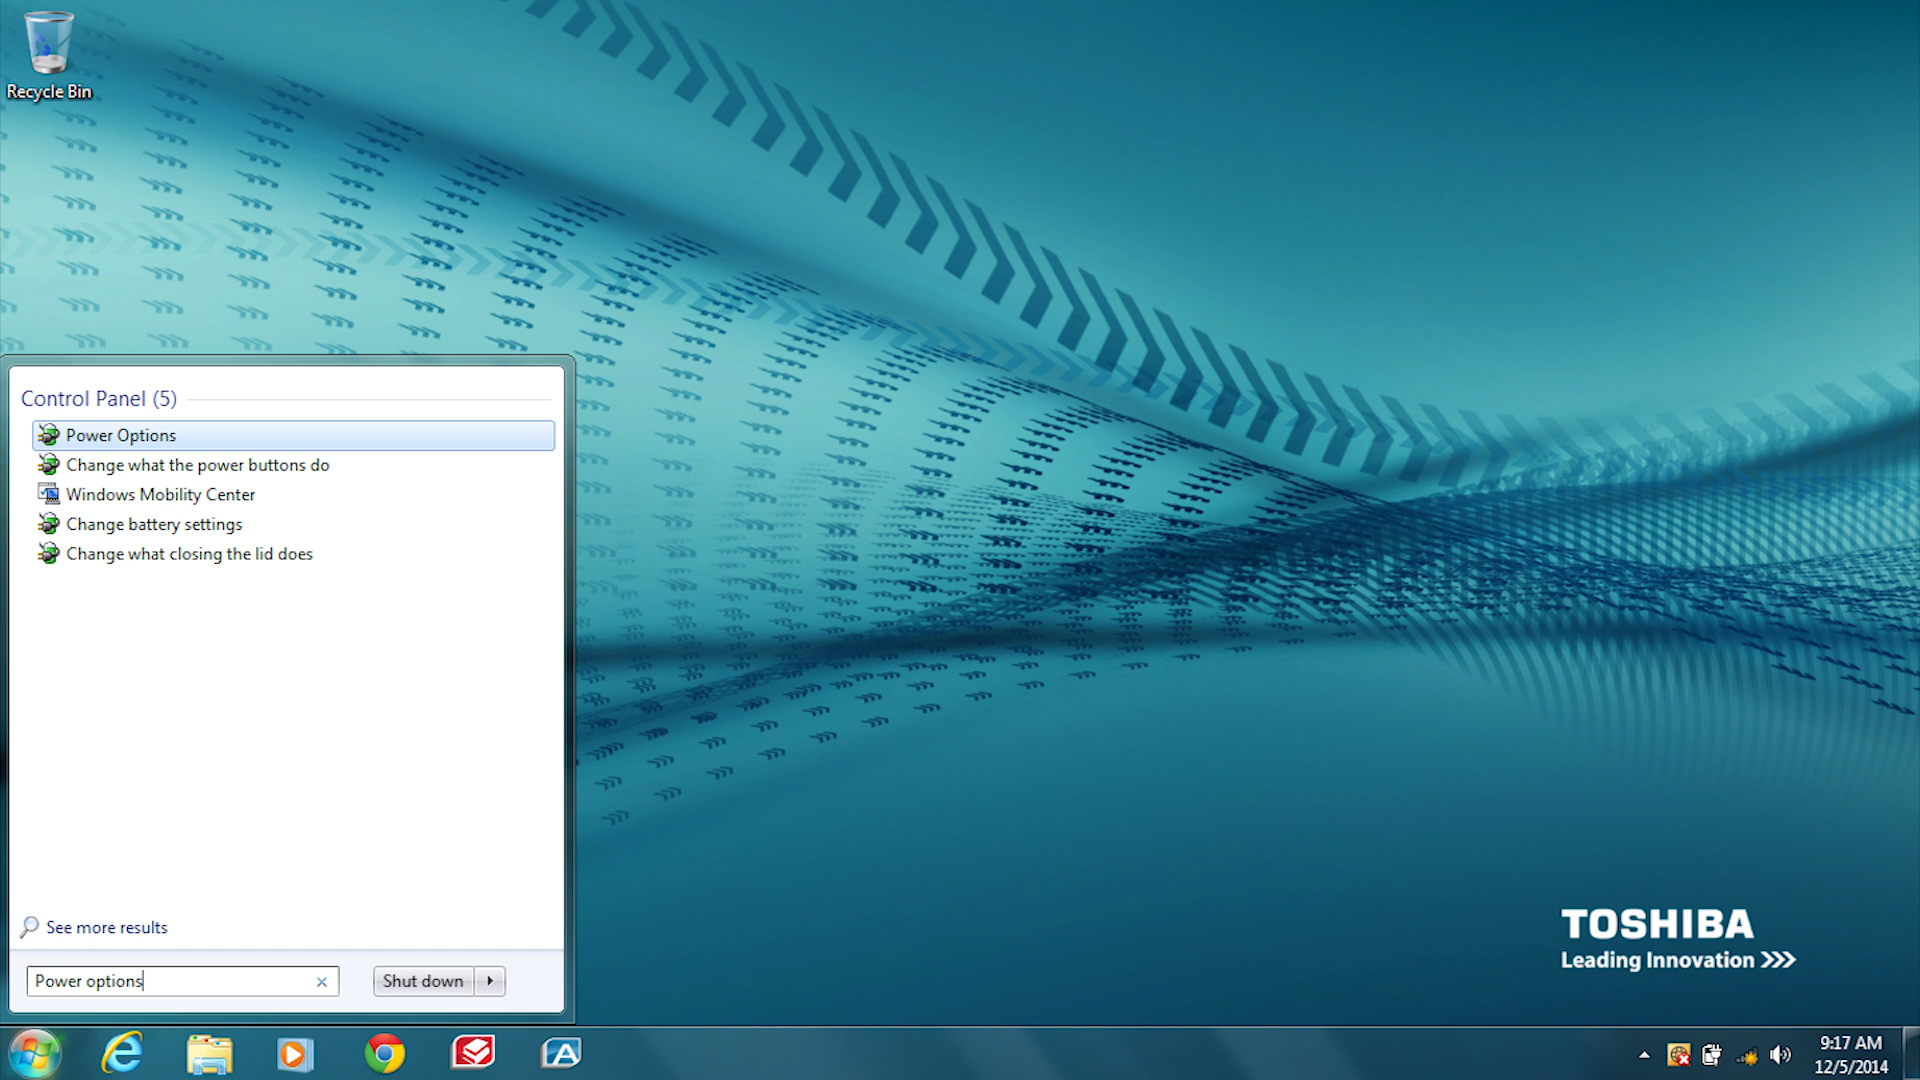 Recycle Bin
Control Panel (5)
Power Options
Change what the power buttons do
Windows Mobility Center
Change battery settings
Change what closing the lid does
See more results
Power options
Shut down
TOSHIBA
Leading Innovation >>>
9:17 AM
12/5/2014